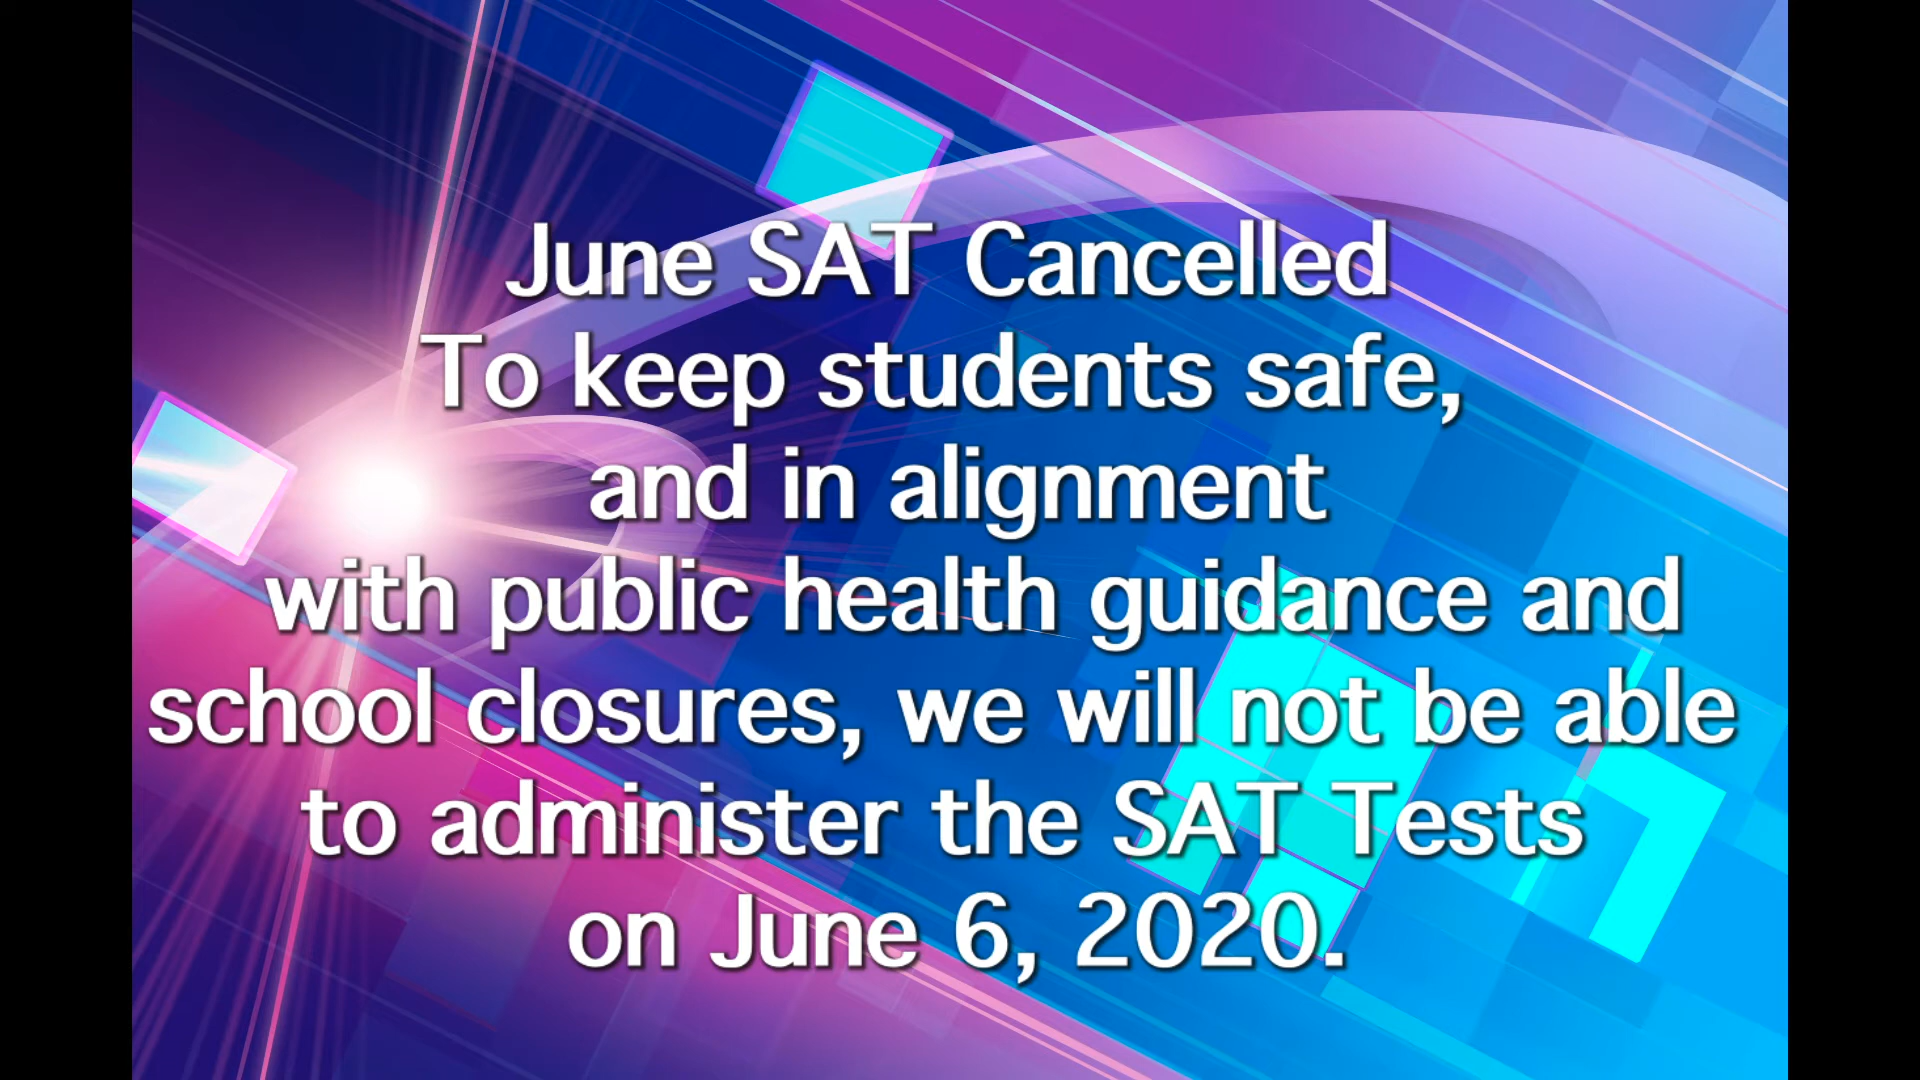 June SAT Cancelled
To keep students safe,
and in alignment
with public health guidance and
school closures, we will not be able
to administer the SAT Tests
on June 6, 2020.